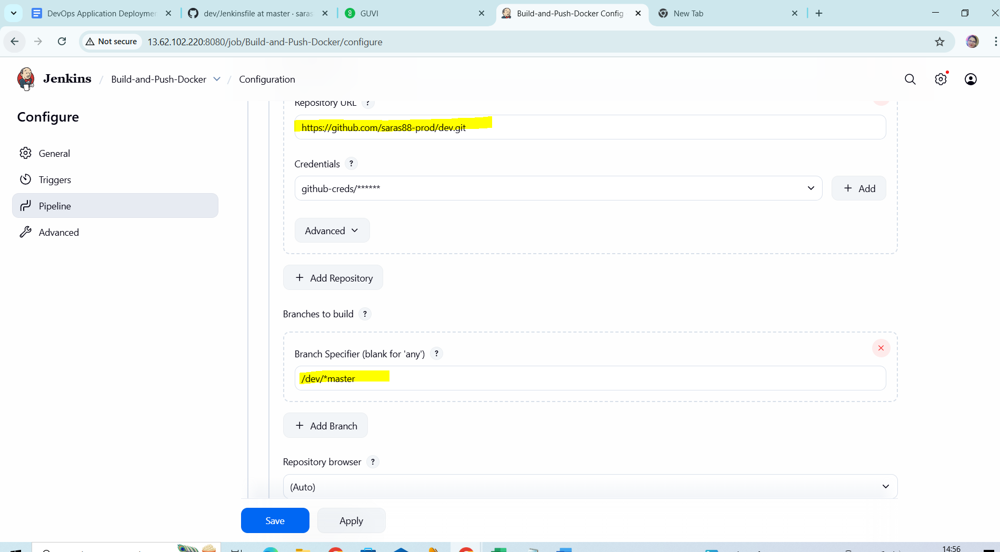 DevOps Application Deploymen
dev/Jenkinsfile at master · saras
GUVI
Build-and-Push-Docker Config
New Tab
Not secure
13.62.102.220:8080/job/Build-and-Push-Docker/configure
Jenkins / Build-and-Push-Docker / Configuration
Configure
General
Triggers
Pipeline
Advanced
Repository URL ?
https://github.com/saras88-prod/dev.git
Credentials ?
github-creds/******
+ Add
Advanced
+ Add Repository
Branches to build ?
Branch Specifier (blank for 'any') ?
/dev/*master
+ Add Branch
Repository browser ?
(Auto)
Save
Apply
14:56